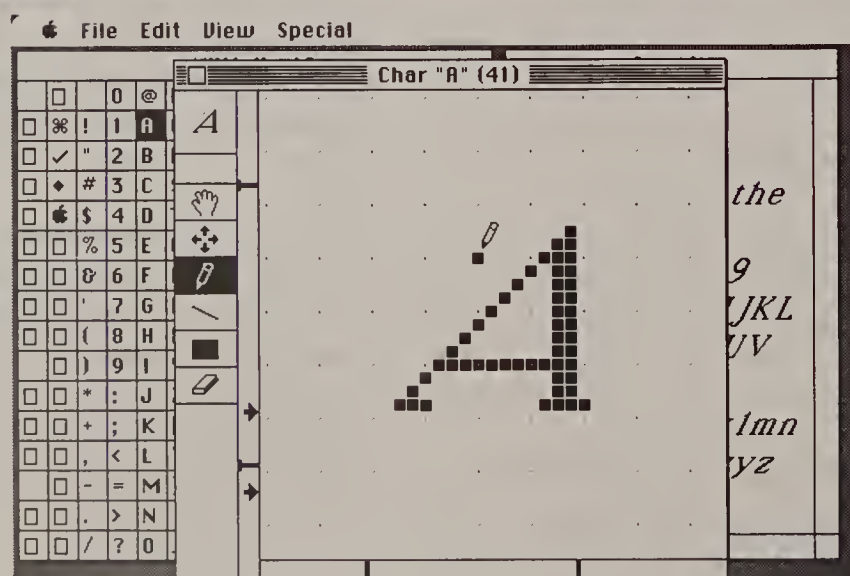 File Edit View Special
Char "A" (41)
0 @
⌘ ! 1 A
✓ " 2 B
◆ # 3 C
$ 4 D
% 5 E
& 6 F
' 7 G
( 8 H
) 9 I
* : J
+ ; K
, < L
- = M
. > N
/ ? O
A
A
the
9
JKL
UV
lmn
yz